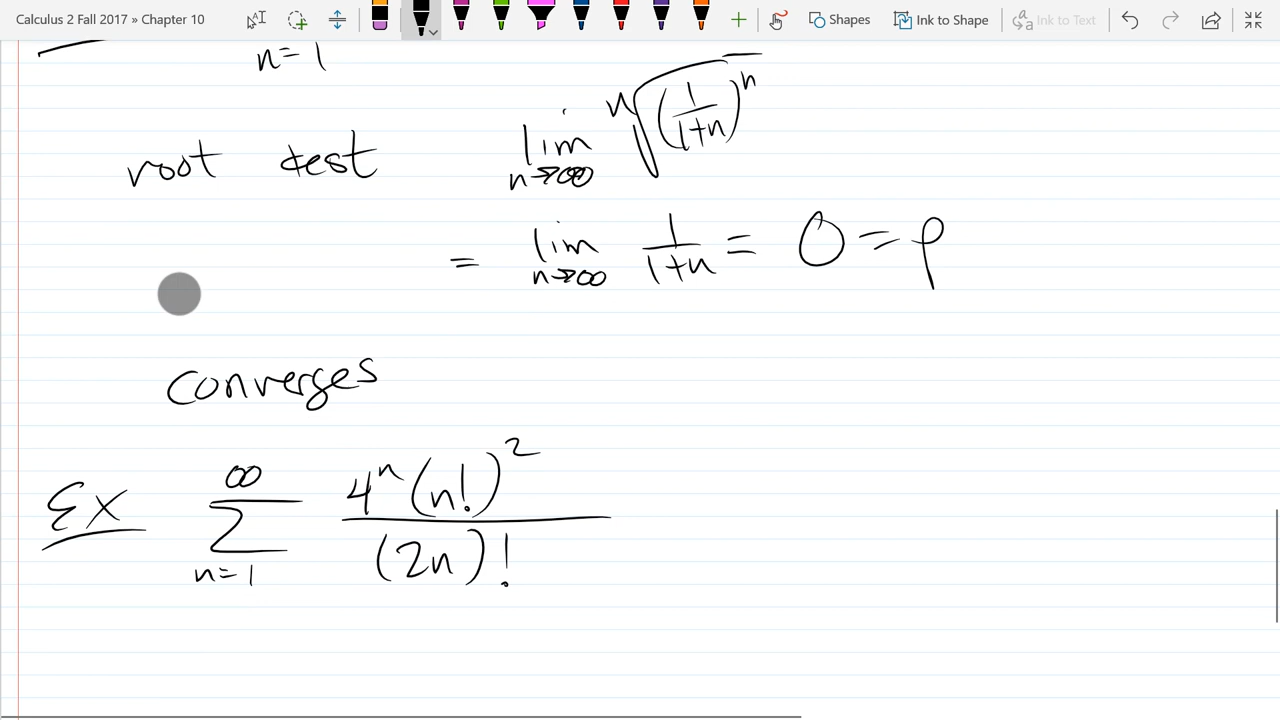 Calculus 2 Fall 2017 » Chapter 10
Shapes
Ink to Shape
Ink to Text
n=1
root test lim n→∞ ⁿ√(1/(1+n))ⁿ
= lim n→∞ 1/(1+n) = 0 = ρ
converges
Ex ∞ Σ n=1 4ⁿ(n!)² / (2n)!